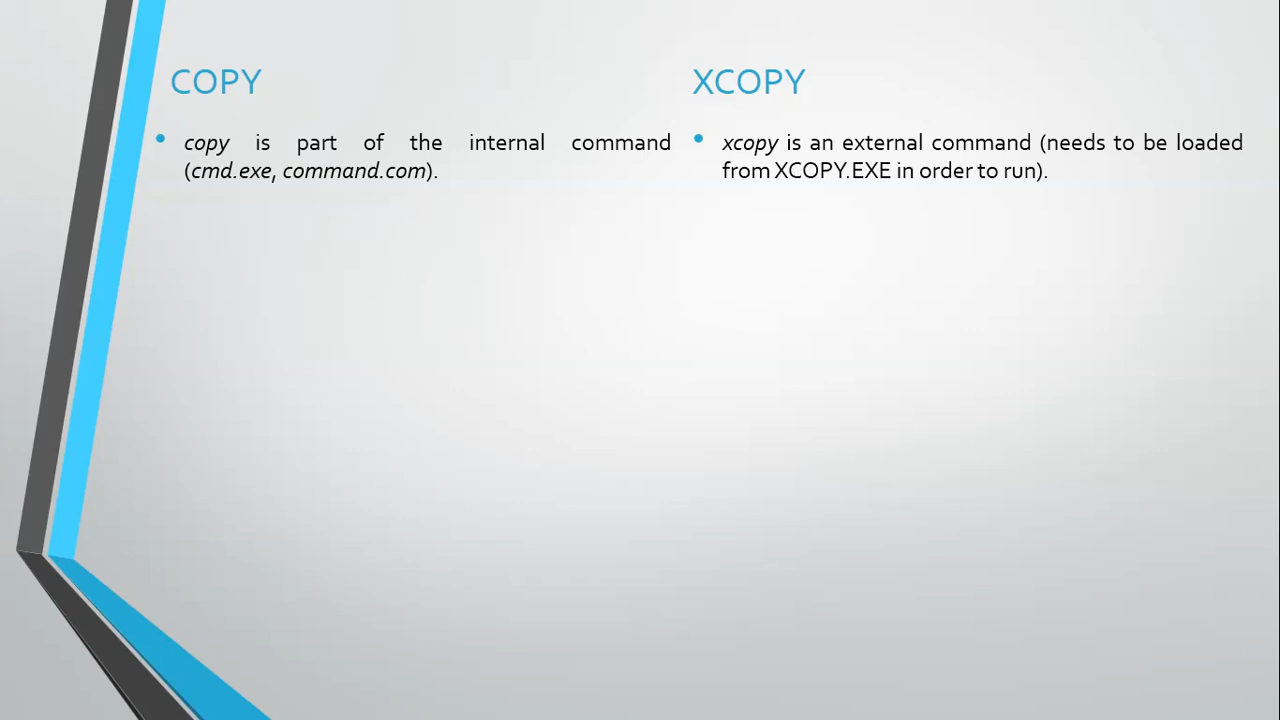 COPY
• copy is part of the internal command
(cmd.exe, command.com).
XCOPY
• xcopy is an external command (needs to be loaded
from XCOPY.EXE in order to run).